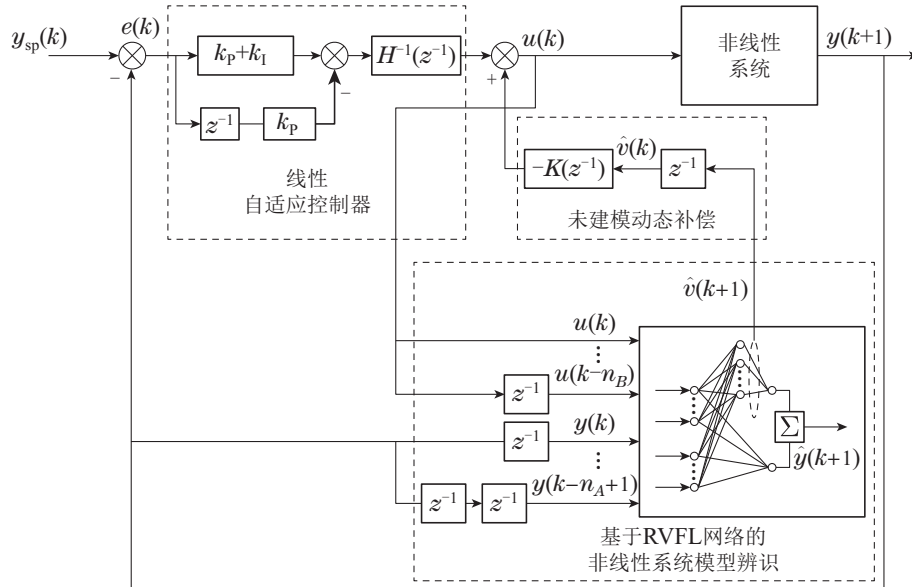 y_sp(k)
e(k)
−
k_P+k_I
−
H⁻¹(z⁻¹)
+
u(k)
非线性
系统
y(k+1)
z⁻¹
k_P
线性
自适应控制器
−K(z⁻¹)
v̂(k)
z⁻¹
未建模动态补偿
v̂(k+1)
u(k)
⋮
z⁻¹
u(k−n_B)
z⁻¹
y(k)
⋮
z⁻¹
z⁻¹
y(k−n_A+1)
Σ
ŷ(k+1)
基于RVFL网络的
非线性系统模型辨识